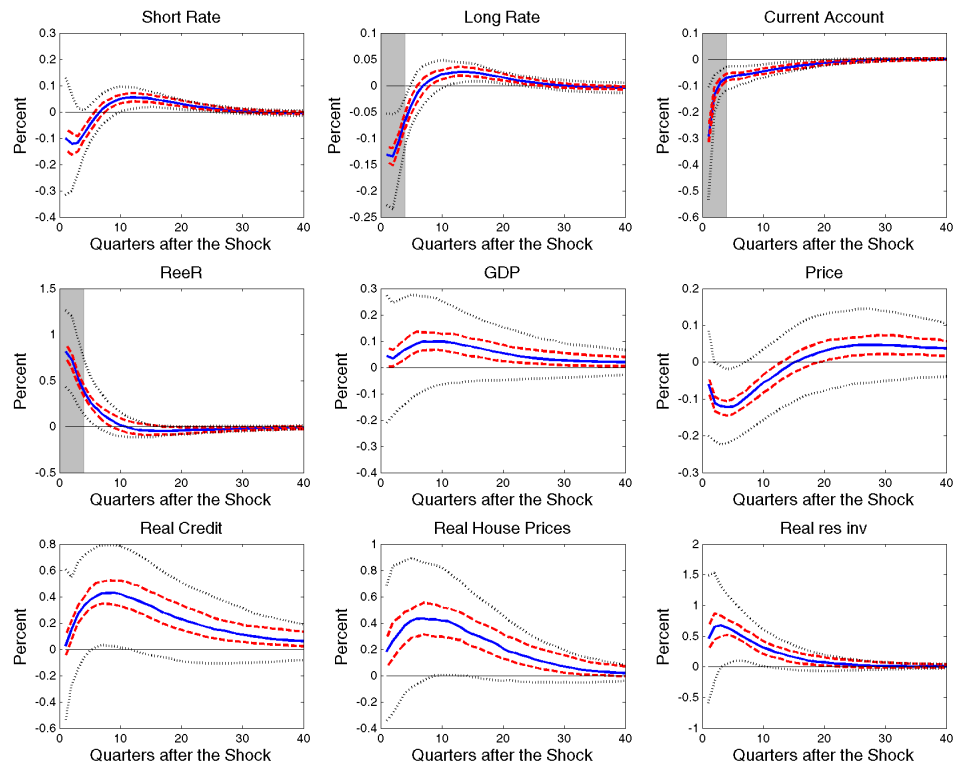 Short Rate
Percent
0.3
0.2
0.1
0
-0.1
-0.2
-0.3
-0.4
0 10 20 30 40
Quarters after the Shock
Long Rate
Percent
0.1
0.05
0
-0.05
-0.1
-0.15
-0.2
-0.25
0 10 20 30 40
Quarters after the Shock
Current Account
Percent
0.1
0
-0.1
-0.2
-0.3
-0.4
-0.5
-0.6
0 10 20 30 40
Quarters after the Shock
ReeR
Percent
1.5
1
0.5
0
-0.5
0 10 20 30 40
Quarters after the Shock
GDP
Percent
0.3
0.2
0.1
0
-0.1
-0.2
-0.3
-0.4
0 10 20 30 40
Quarters after the Shock
Price
Percent
0.2
0.1
0
-0.1
-0.2
-0.3
0 10 20 30 40
Quarters after the Shock
Real Credit
Percent
0.8
0.6
0.4
0.2
0
-0.2
-0.4
-0.6
0 10 20 30 40
Quarters after the Shock
Real House Prices
Percent
1
0.8
0.6
0.4
0.2
0
-0.2
-0.4
0 10 20 30 40
Quarters after the Shock
Real res inv
Percent
2
1.5
1
0.5
0
-0.5
-1
0 10 20 30 40
Quarters after the Shock